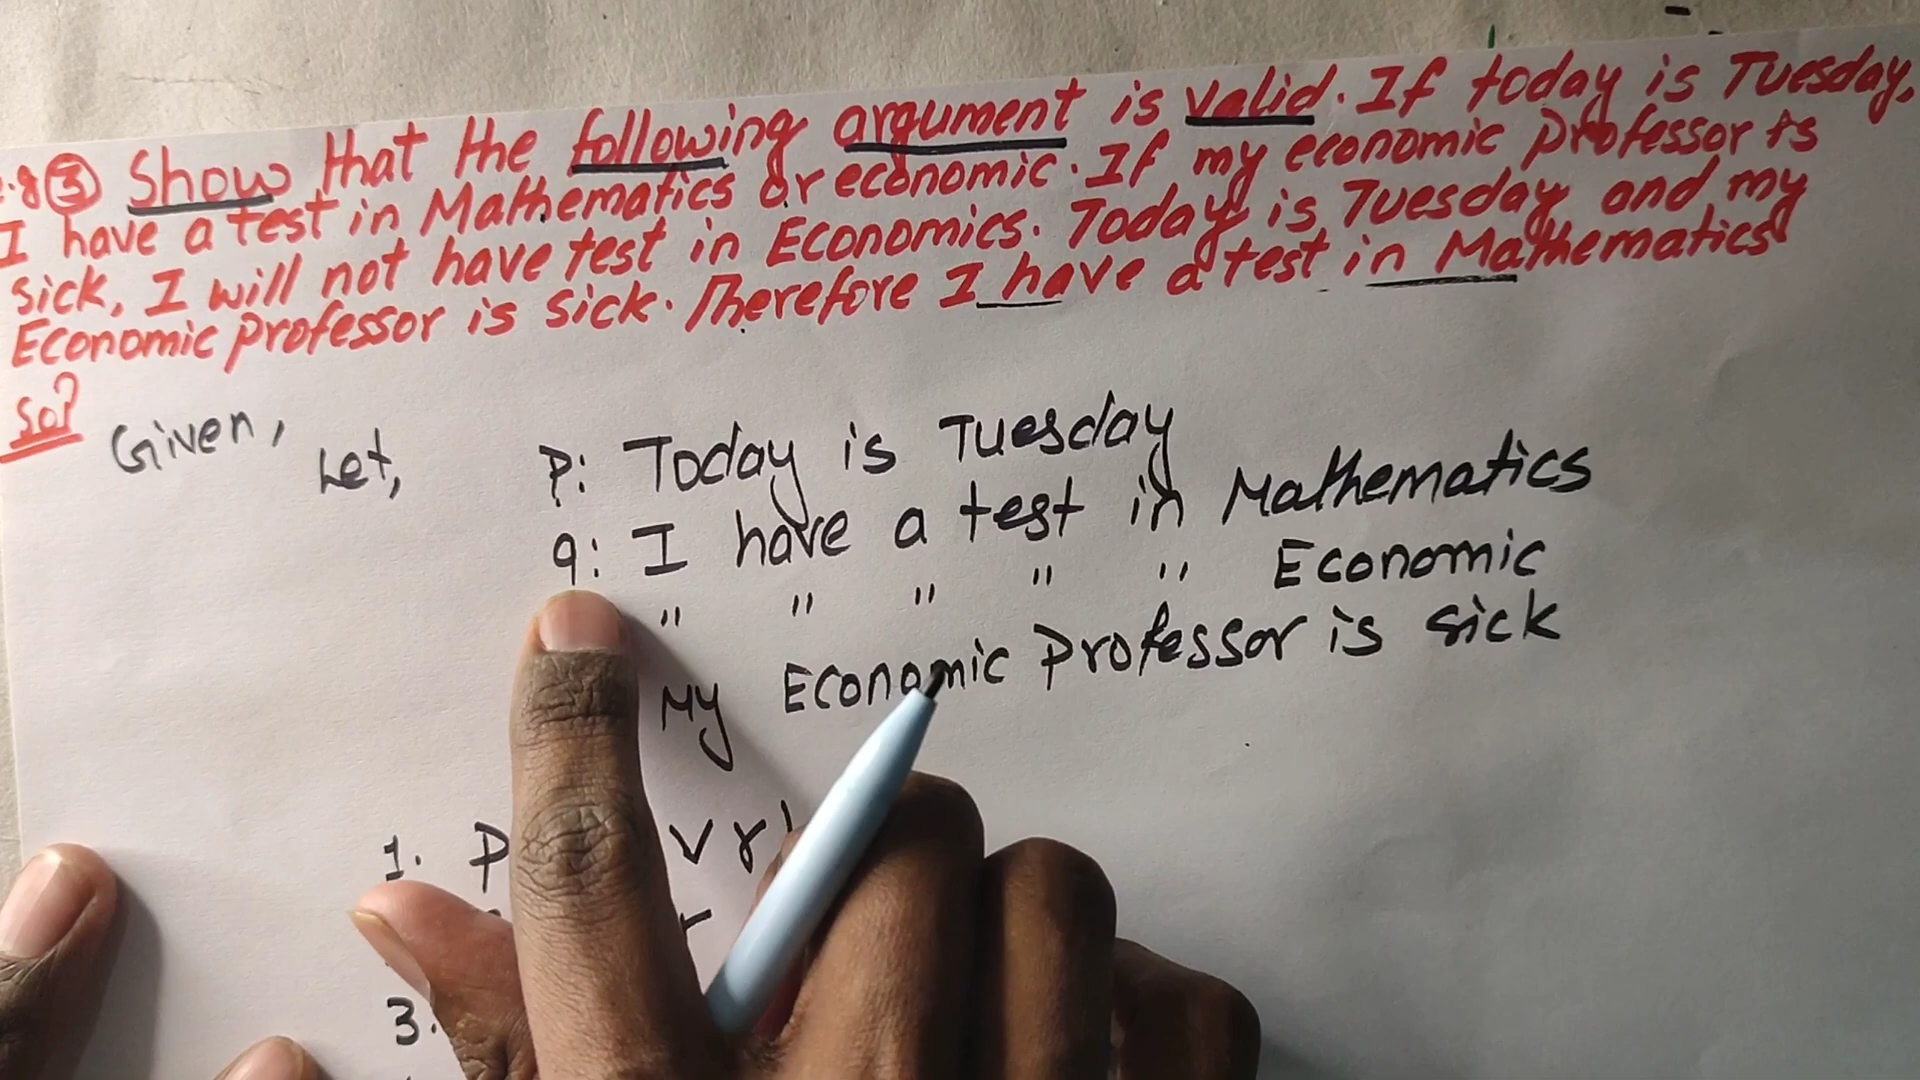 e.g ③ Show that the following argument is valid. If today is Tuesday,
I have a test in Mathematics or economic. If my economic professor is
sick, I will not have test in Economics. Today is Tuesday and my
Economic professor is sick. Therefore I have a test in Mathematics
Sol
Given, Let, P: Today is Tuesday
q: I have a test in Mathematics
" " " " " Economic
My Economic Professor is sick
1. P V r
r
3.